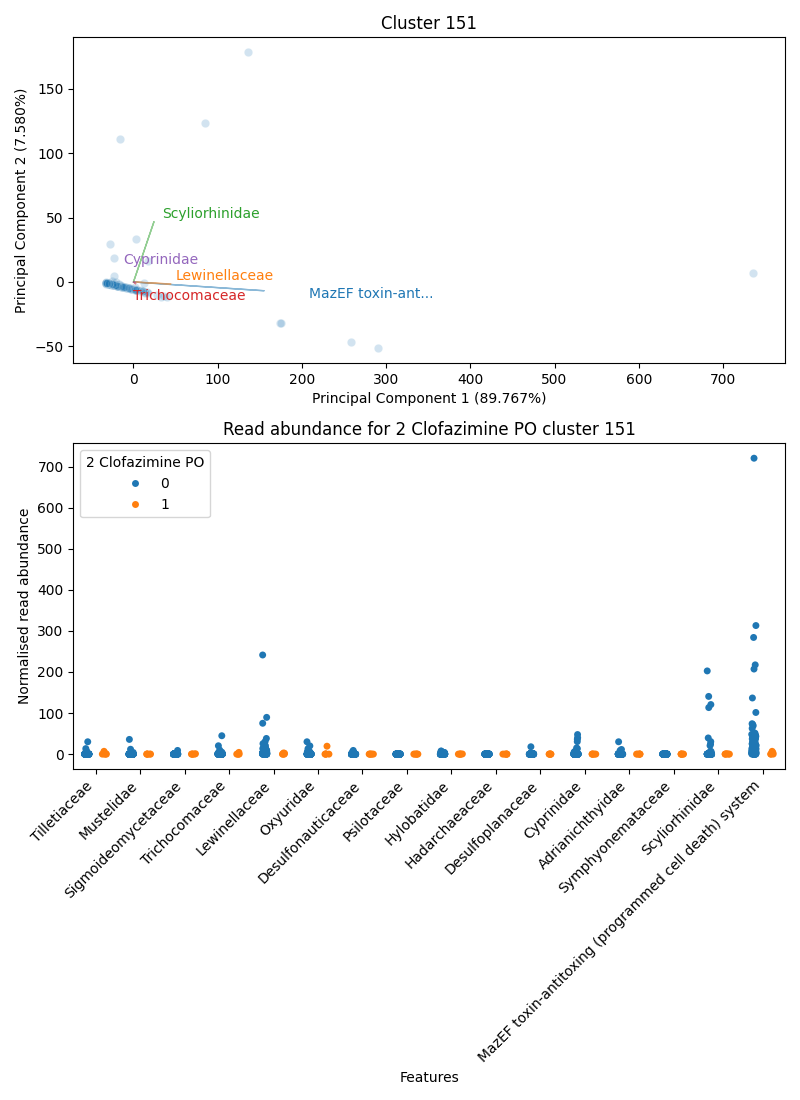 Cluster 151
Principal Component 2 (7.580%)
150
100
50
0
−50
Scyliorhinidae
Cyprinidae
Lewinellaceae
Trichocomaceae
MazEF toxin-ant...
0 100 200 300 400 500 600 700
Principal Component 1 (89.767%)
Read abundance for 2 Clofazimine PO cluster 151
Normalised read abundance
700
600
500
400
300
200
100
0
2 Clofazimine PO
0
1
Tilletiaceae
Mustelidae
Sigmoideomycetaceae
Trichocomaceae
Lewinellaceae
Oxyuridae
Desulfonauticaceae
Psilotaceae
Hylobatidae
Hadarchaeaceae
Desulfoplanaceae
Cyprinidae
Adrianichthyidae
Symphyonemataceae
Scyliorhinidae
MazEF toxin-antitoxing (programmed cell death) system
Features